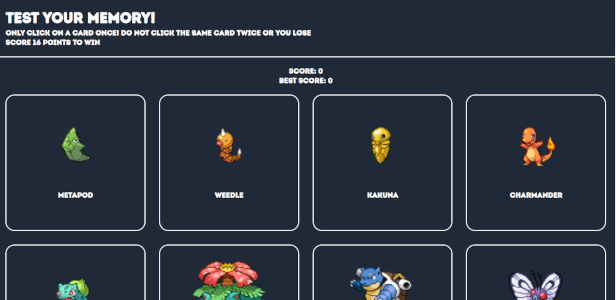 TEST YOUR MEMORY!
ONLY CLICK ON A CARD ONCE! DO NOT CLICK THE SAME CARD TWICE OR YOU LOSE
SCORE 16 POINTS TO WIN
SCORE: 0
BEST SCORE: 0
METAPOD
WEEDLE
KAKUNA
CHARMANDER